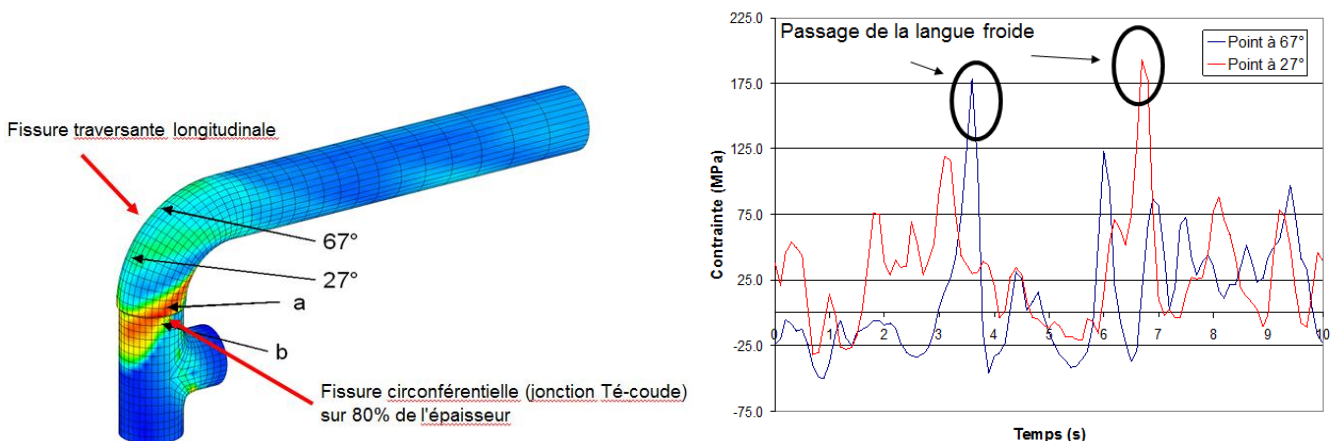 Fissure traversante longitudinale
67°
27°
a
b
Fissure circonférentielle (jonction Té-coude)
sur 80% de l'épaisseur
225.0
175.0
125.0
75.0
25.0
-25.0
-75.0
Contrainte (MPa)
Passage de la langue froide
Point à 67°
Point à 27°
0 1 2 3 4 5 6 7 8 9 10
Temps (s)